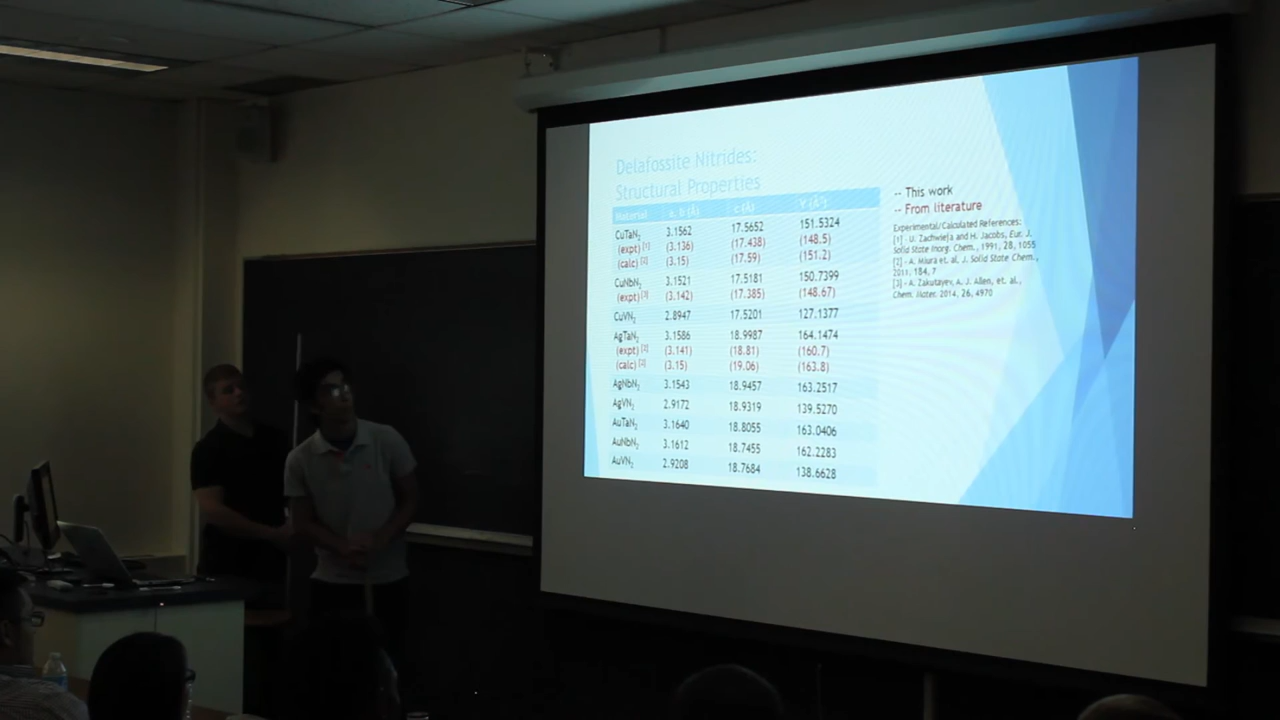 Delafossite Nitrides:
Structural Properties
Material a, b (Å) c (Å) V (Å³)
CuTaN₂ 3.1562 17.5652 151.5324
(expt) [1] (3.136) (17.438) (148.5)
(calc) [2] (3.15) (17.59) (151.2)
CuNbN₂ 3.1521 17.5181 150.7399
(expt) [3] (3.142) (17.385) (148.67)
CuVN₂ 2.8947 17.5201 127.1377
AgTaN₂ 3.1586 18.9987 164.1474
(expt) [2] (3.141) (18.81) (160.7)
(calc) [2] (3.15) (19.06) (163.8)
AgNbN₂ 3.1543 18.9457 163.2517
AgVN₂ 2.9172 18.9319 139.5270
AuTaN₂ 3.1640 18.8055 163.0406
AuNbN₂ 3.1612 18.7455 162.2283
AuVN₂ 2.9208 18.7684 138.6628
-- This work
-- From literature
Experimental/Calculated References:
[1] - U. Zachwieja and H. Jacobs, Eur. J.
Solid State Inorg. Chem., 1991, 28, 1055
[2] - A. Miura et. al, J. Solid State Chem.,
2011, 184, 7
[3] - A. Zakutayev, A. J. Allen, et. al.,
Chem. Mater. 2014, 26, 4970